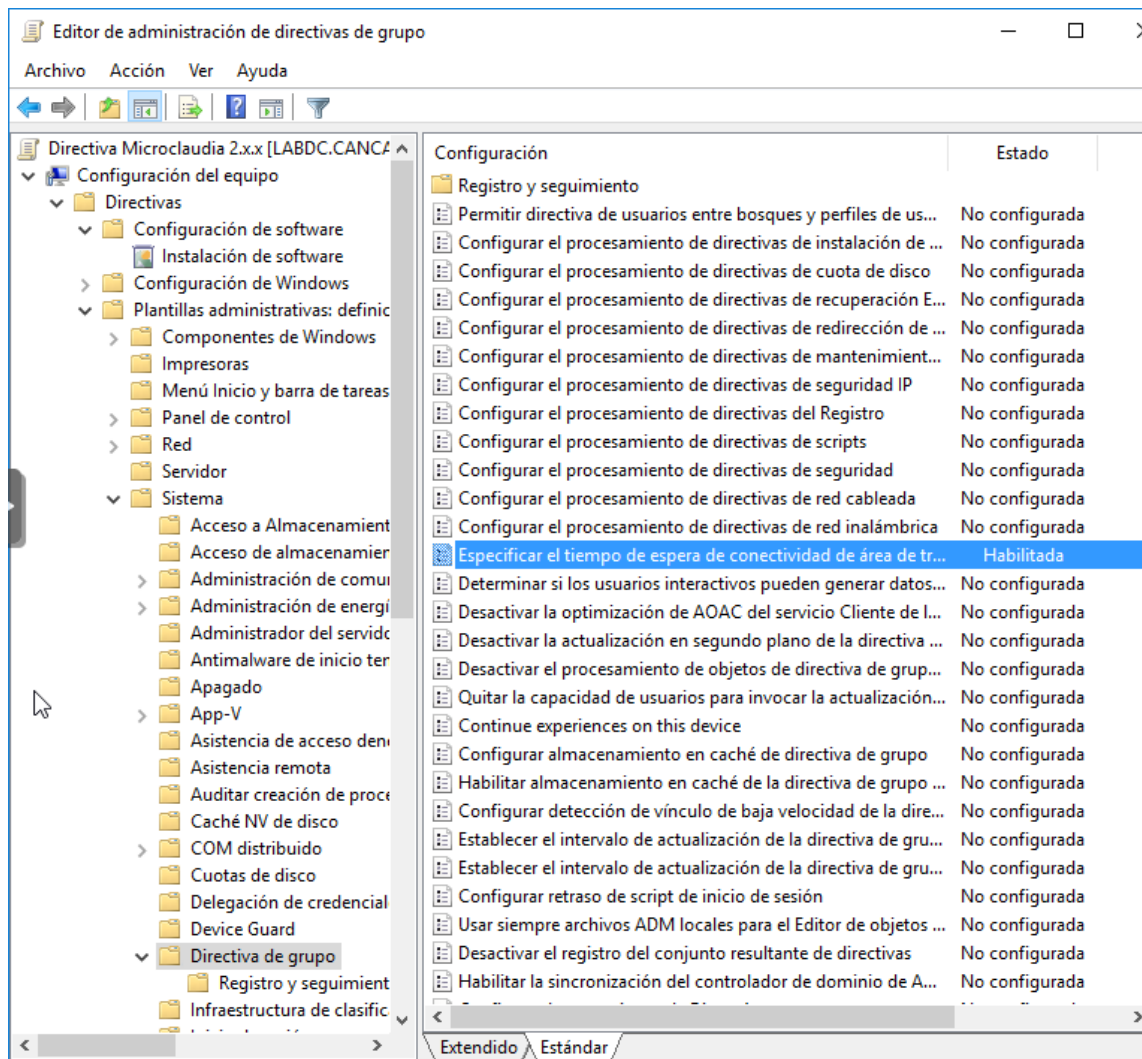 Editor de administración de directivas de grupo
Archivo Acción Ver Ayuda
Directiva Microclaudia 2.x.x [LABDC.CANCA
Configuración del equipo
Directivas
Configuración de software
Instalación de software
Configuración de Windows
Plantillas administrativas: definic
Componentes de Windows
Impresoras
Menú Inicio y barra de tareas
Panel de control
Red
Servidor
Sistema
Acceso a Almacenamient
Acceso de almacenamier
Administración de comu
Administración de energí
Administrador del servido
Antimalware de inicio ten
Apagado
App-V
Asistencia de acceso dene
Asistencia remota
Auditar creación de proce
Caché NV de disco
COM distribuido
Cuotas de disco
Delegación de credencial
Device Guard
Directiva de grupo
Registro y seguimient
Infraestructura de clasific
Configuración Estado
Registro y seguimiento
Permitir directiva de usuarios entre bosques y perfiles de us... No configurada
Configurar el procesamiento de directivas de instalación de ... No configurada
Configurar el procesamiento de directivas de cuota de disco No configurada
Configurar el procesamiento de directivas de recuperación E... No configurada
Configurar el procesamiento de directivas de redirección de ... No configurada
Configurar el procesamiento de directivas de mantenimient... No configurada
Configurar el procesamiento de directivas de seguridad IP No configurada
Configurar el procesamiento de directivas del Registro No configurada
Configurar el procesamiento de directivas de scripts No configurada
Configurar el procesamiento de directivas de seguridad No configurada
Configurar el procesamiento de directivas de red cableada No configurada
Configurar el procesamiento de directivas de red inalámbrica No configurada
Especificar el tiempo de espera de conectividad de área de tr... Habilitada
Determinar si los usuarios interactivos pueden generar datos... No configurada
Desactivar la optimización de AOAC del servicio Cliente de l... No configurada
Desactivar la actualización en segundo plano de la directiva ... No configurada
Desactivar el procesamiento de objetos de directiva de grup... No configurada
Quitar la capacidad de usuarios para invocar la actualización... No configurada
Continue experiences on this device No configurada
Configurar almacenamiento en caché de directiva de grupo No configurada
Habilitar almacenamiento en caché de la directiva de grupo ... No configurada
Configurar detección de vínculo de baja velocidad de la dire... No configurada
Establecer el intervalo de actualización de la directiva de gru... No configurada
Establecer el intervalo de actualización de la directiva de gru... No configurada
Configurar retraso de script de inicio de sesión No configurada
Usar siempre archivos ADM locales para el Editor de objetos ... No configurada
Desactivar el registro del conjunto resultante de directivas No configurada
Habilitar la sincronización del controlador de dominio de A... No configurada
Extendido Estándar